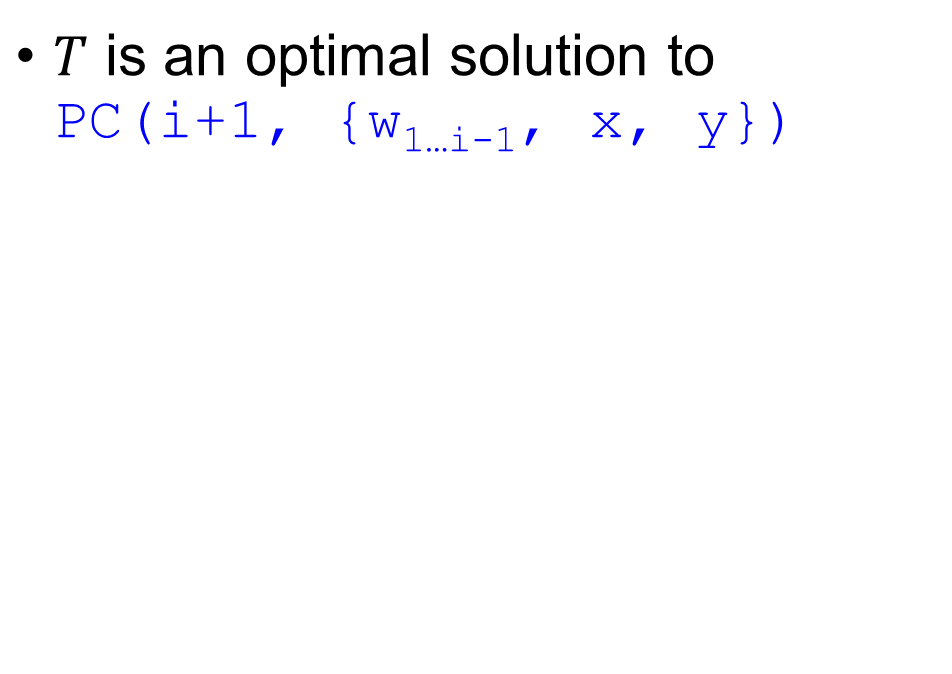 • T is an optimal solution to
PC(i+1, {w₁…ᵢ₋₁, x, y})